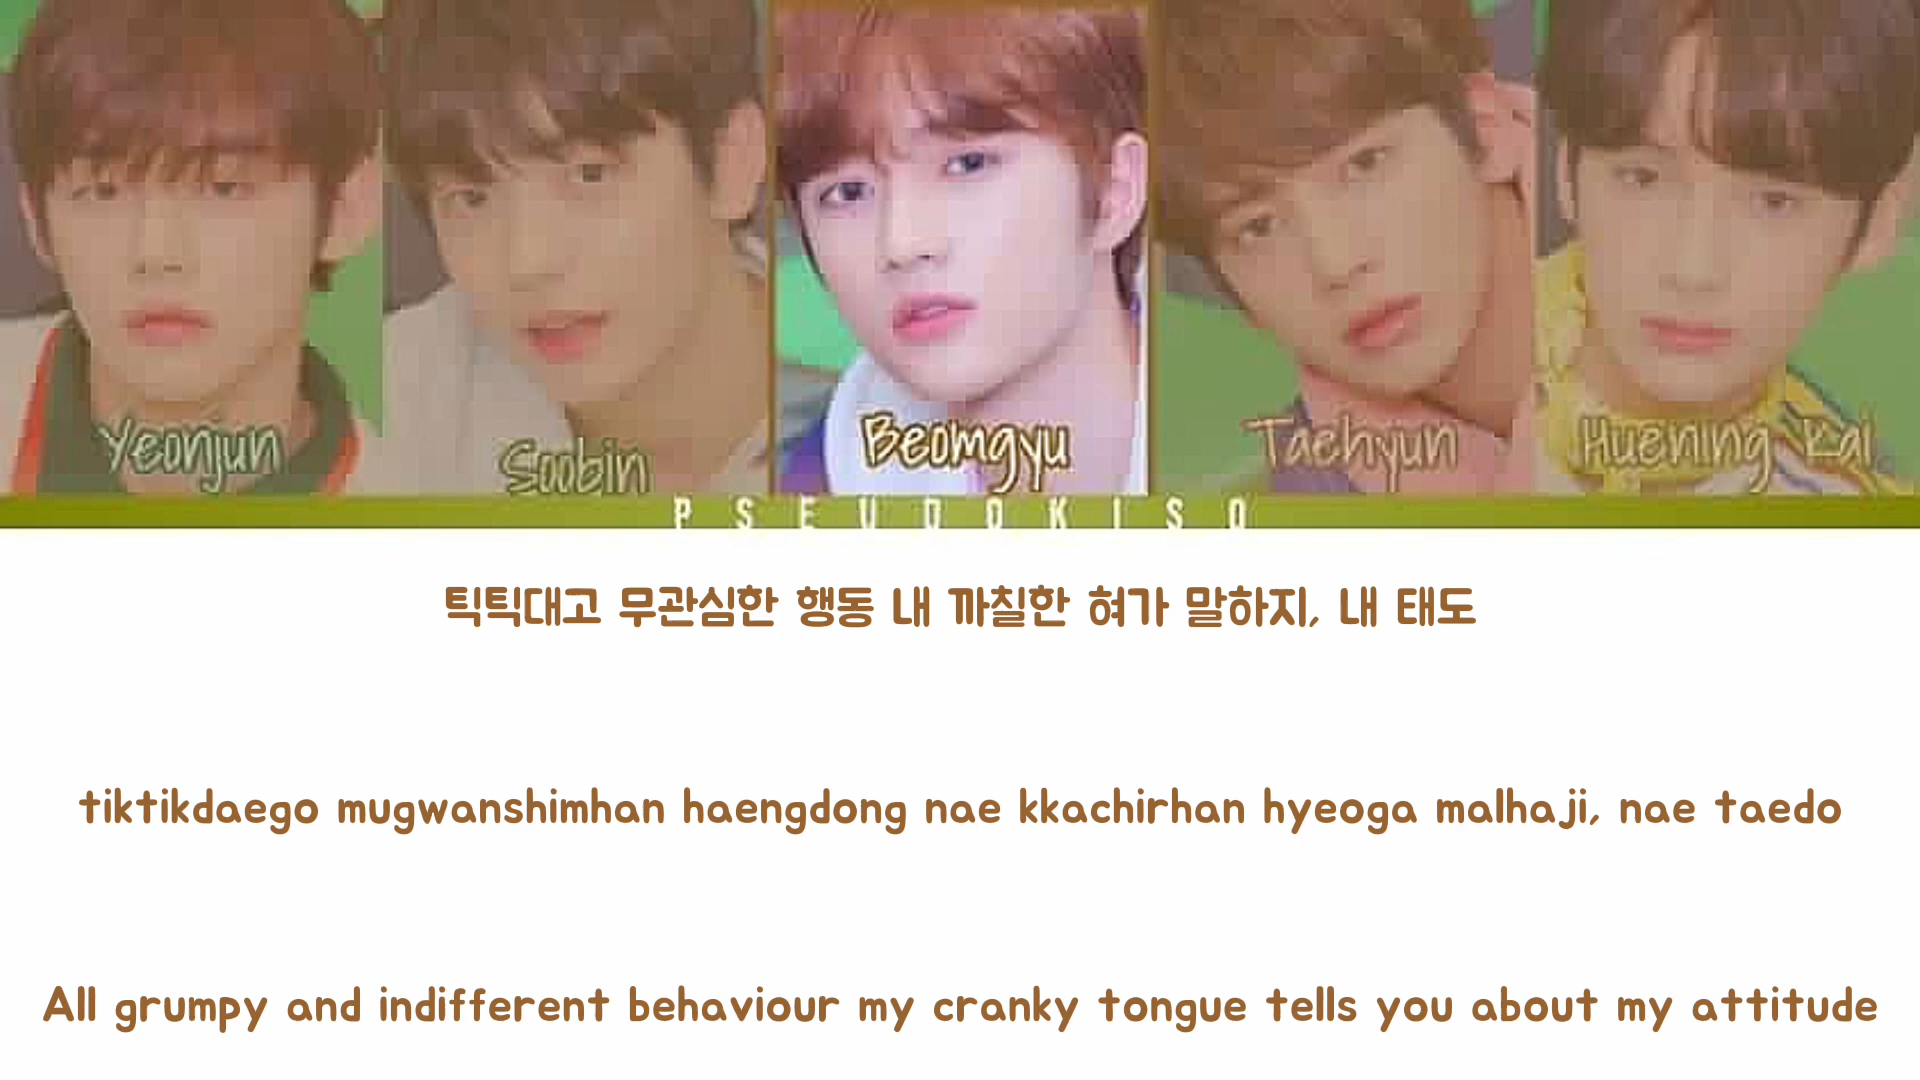 Yeonjun
Soobin
Beomgyu
Taehyun
Huening Kai
PSEUDOKISO
틱틱대고 무관심한 행동 내 까칠한 혀가 말하지, 내 태도
tiktikdaego mugwanshimhan haengdong nae kkachirhan hyeoga malhaji, nae taedo
All grumpy and indifferent behaviour my cranky tongue tells you about my attitude